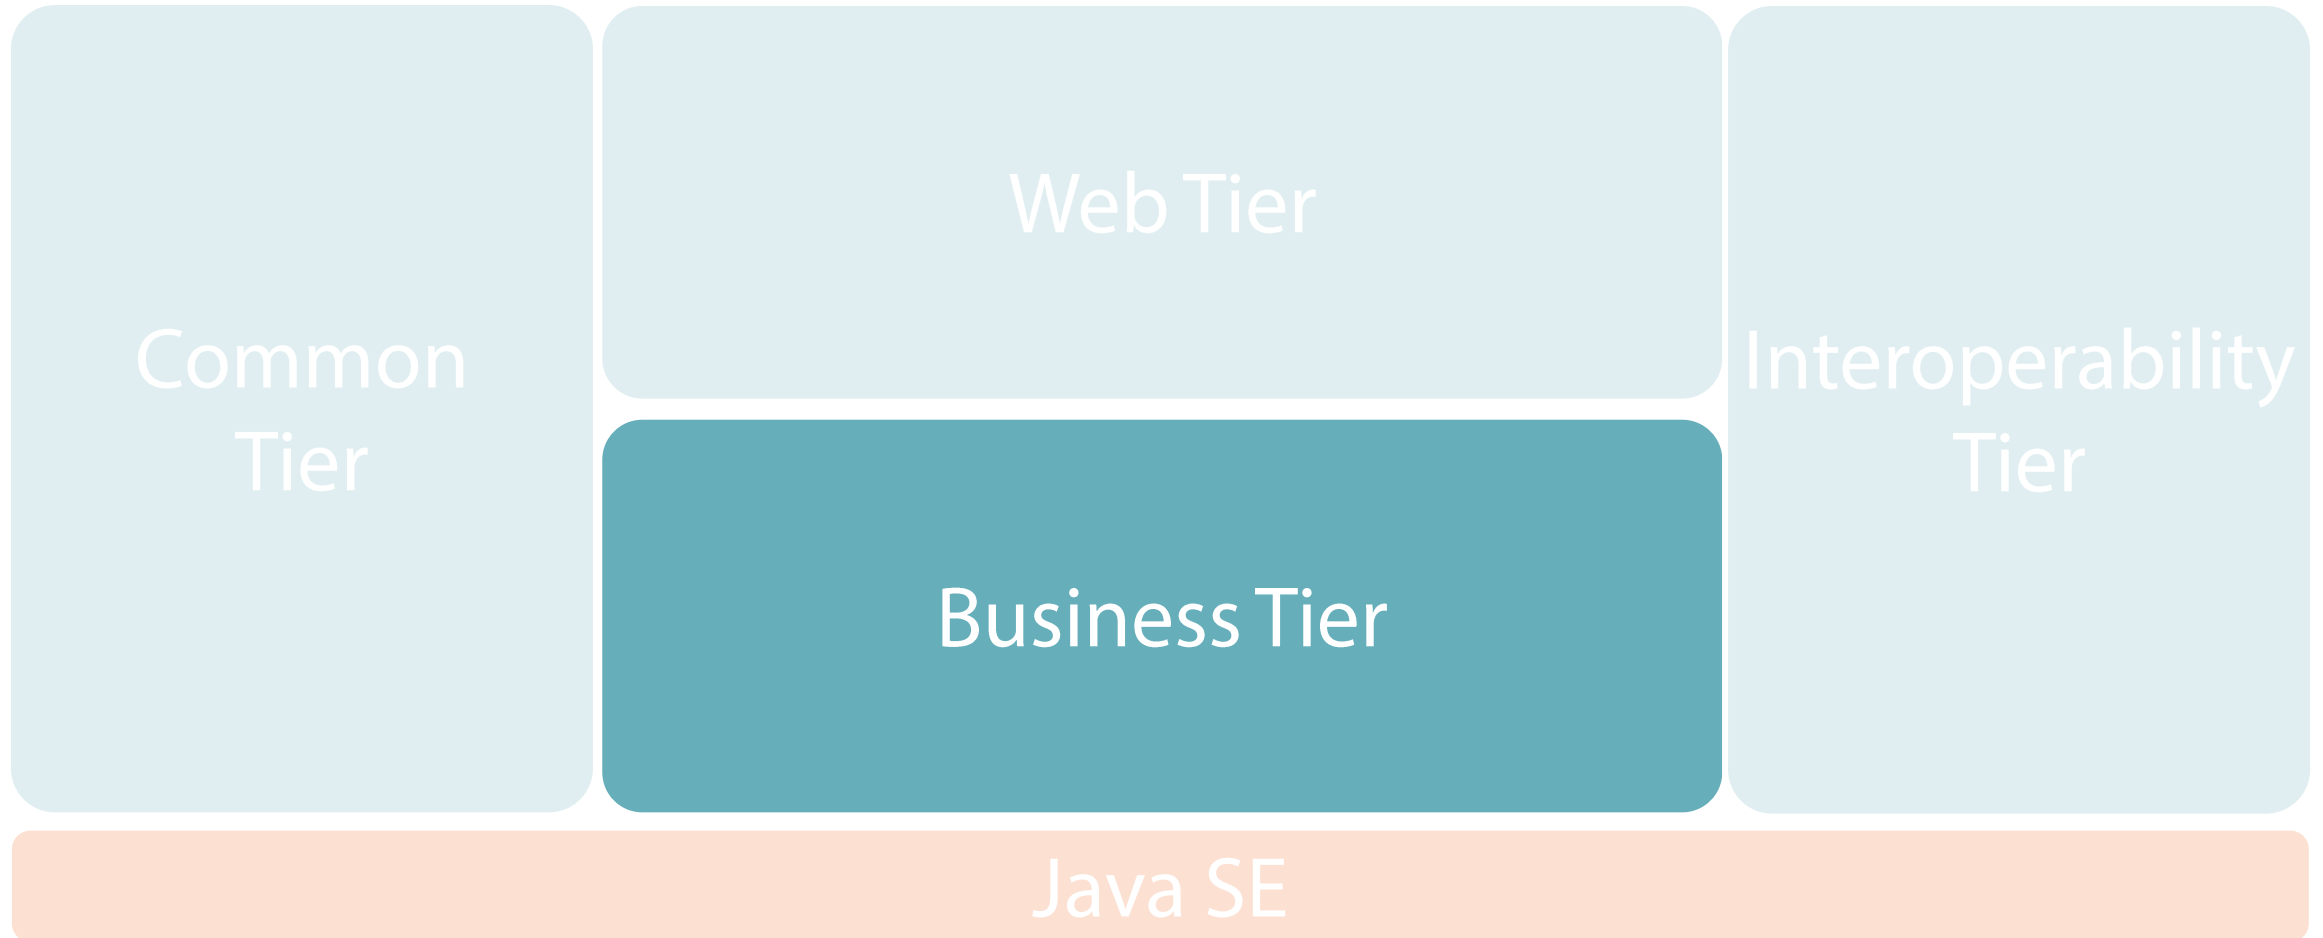 Common
Tier
Web Tier
Business Tier
Interoperability
Tier
Java SE